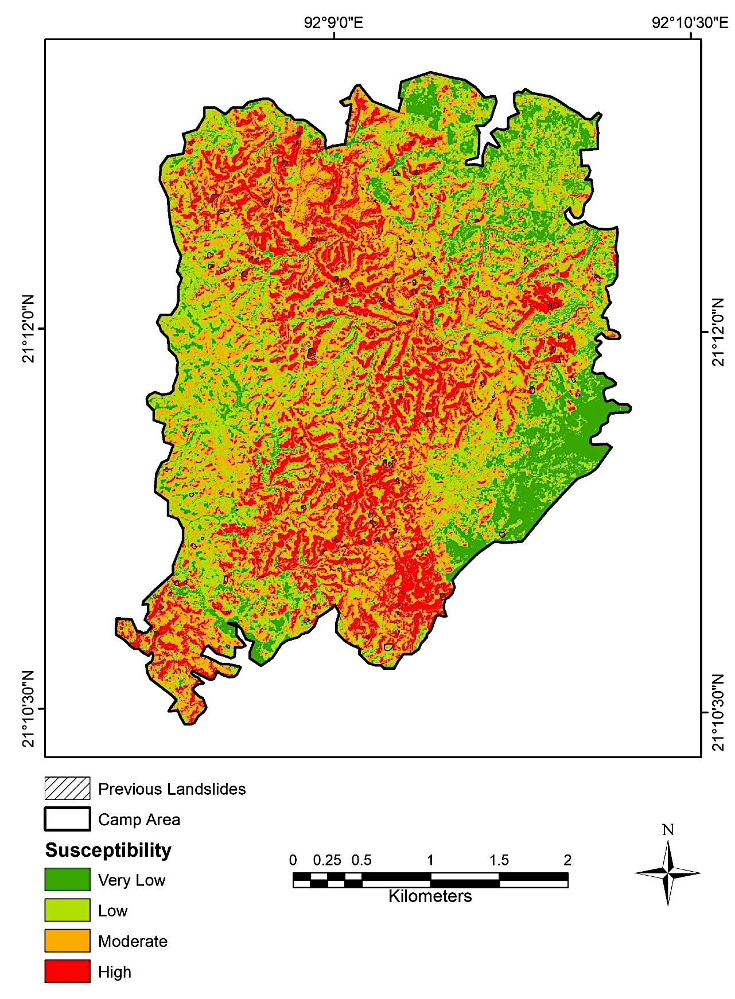 92°9'0"E
92°10'30"E
21°12'0"N
21°12'0"N
21°10'30"N
21°10'30"N
Previous Landslides
Camp Area
Susceptibility
Very Low
Low
Moderate
High
0 0.25 0.5 1 1.5 2
Kilometers
N